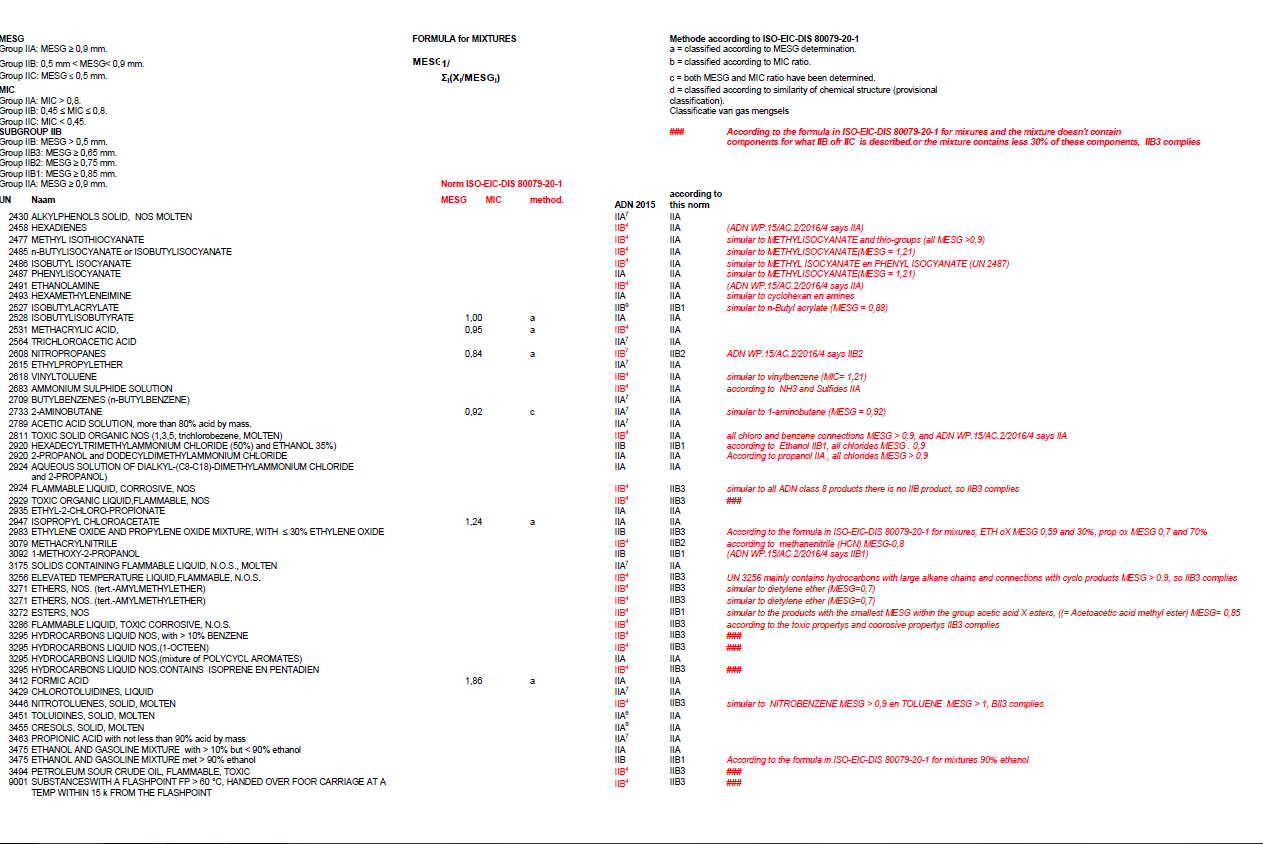 MESG FORMULA for MIXTURES Methode according to ISO-EIC-DIS 80079-20-1
Group IIA: MESG ≥ 0,9 mm. a = classified according to MESG determination.
Group IIB: 0,5 mm < MESG< 0,9 mm. MESG 1/ b = classified according to MIC ratio.
Group IIC: MESG ≤ 0,5 mm. Σi(Xi/MESGi) c = both MESG and MIC ratio have been determined.
MIC d = classified according to similarity of chemical structure (provisional
Group IIA: MIC > 0,8. classification).
Group IIB: 0,45 ≤ MIC ≤ 0,8. Classificatie van gas mengsels
Group IIC: MIC < 0,45.
SUBGROUP IIB ### According to the formula in ISO-EIC-DIS 80079-20-1 for mixures and the mixture doesn't contain
Group IIB: MESG > 0,5 mm. components for what IIB ofr IIC is described.or the mixture contains less 30% of these components, IIB3 complies
Group IIB3: MESG ≥ 0,65 mm.
Group IIB2: MESG ≥ 0,75 mm.
Group IIB1: MESG ≥ 0,85 mm.
Group IIA: MESG ≥ 0,9 mm. Norm ISO-EIC-DIS 80079-20-1
according to
UN Naam MESG MIC method. ADN 2015 this norm
2430 ALKYLPHENOLS SOLID, NOS MOLTEN IIA⁷ IIA
2458 HEXADIENES IIB⁴ IIA (ADN WP.15/AC.2/2016/4 says IIA)
2477 METHYL ISOTHIOCYANATE IIB⁴ IIA simular to METHYLISOCYANATE and thio-groups (all MESG >0,9)
2485 n-BUTYLISOCYANATE or ISOBUTYLISOCYANATE IIB⁴ IIA simular to METHYLISOCYANATE(MESG = 1,21)
2486 ISOBUTYL ISOCYANATE IIB⁴ IIA simular to METHYL ISOCYANATE en PHENYL ISOCYANATE (UN 2487)
2487 PHENYLISOCYANATE IIA IIA simular to METHYLISOCYANATE(MESG = 1,21)
2491 ETHANOLAMINE IIB⁴ IIA (ADN WP.15/AC.2/2016/4 says IIA)
2493 HEXAMETHYLENEIMINE IIA IIA simular to cyclohexan en amines
2527 ISOBUTYLACRYLATE IIB⁹ IIB1 simular to n-Butyl acrylate (MESG = 0,88)
2528 ISOBUTYLISOBUTYRATE 1,00 a IIA IIA
2531 METHACRYLIC ACID, 0,95 a IIB⁴ IIA
2564 TRICHLOROACETIC ACID IIA⁷ IIA
2608 NITROPROPANES 0,84 a IIB⁷ IIB2 ADN WP.15/AC.2/2016/4 says IIB2
2615 ETHYLPROPYLETHER IIA⁷ IIA
2618 VINYLTOLUENE IIB⁴ IIA simular to vinylbenzene (MIC= 1,21)
2683 AMMONIUM SULPHIDE SOLUTION IIB⁴ IIA according to NH3 and Sulfides IIA
2709 BUTYLBENZENES (n-BUTYLBENZENE) IIA⁷ IIA
2733 2-AMINOBUTANE 0,92 c IIA⁷ IIA simular to 1-aminobutane (MESG = 0,92)
2789 ACETIC ACID SOLUTION, more than 80% acid by mass. IIA⁷ IIA
2811 TOXIC SOLID ORGANIC NOS (1,3,5, trichlorobezene, MOLTEN) IIB⁴ IIA all chloro and benzene connections MESG > 0,9, and ADN WP.15/AC.2/2016/4 says IIA
2920 HEXADECYLTRIMETHYLAMMONIUM CHLORIDE (50%) and ETHANOL 35%) IIB IIB1 according to Ethanol IIB1, all chlorides MESG . 0,9
2920 2-PROPANOL and DODECYLDIMETHYLAMMONIUM CHLORIDE IIA IIA According to propanol IIA , all chlorides MESG > 0,9
2924 AQUEOUS SOLUTION OF DIALKYL-(C8-C18)-DIMETHYLAMMONIUM CHLORIDE IIA IIA
and 2-PROPANOL)
2924 FLAMMABLE LIQUID, CORROSIVE, NOS IIB⁴ IIB3 simular to all ADN class 8 products there is no IIB product, so IIB3 complies
2929 TOXIC ORGANIC LIQUID,FLAMMABLE, NOS IIB⁴ IIB3 ###
2935 ETHYL-2-CHLORO-PROPIONATE IIA IIA
2947 ISOPROPYL CHLOROACETATE 1,24 a IIA IIA
2983 ETHYLENE OXIDE AND PROPYLENE OXIDE MIXTURE, WITH ≤ 30% ETHYLENE OXIDE IIB IIB3 According to the formula in ISO-EIC-DIS 80079-20-1 for mixures, ETH oX MESG 0,59 and 30%, prop ox MESG 0,7 and 70%
3079 METHACRYLNITRILE IIB⁴ IIB2 according to methanenitrile (HCN) MESG-0,8
3092 1-METHOXY-2-PROPANOL IIB IIB1 (ADN WP.15/AC.2/2016/4 says IIB1)
3175 SOLIDS CONTAINING FLAMMABLE LIQUID, N.O.S., MOLTEN IIA⁷ IIA
3256 ELEVATED TEMPERATURE LIQUID,FLAMMABLE, N.O.S. IIB⁴ IIB3 UN 3256 mainly contains hydrocarbons with large alkane chains and connections with cyclo products MESG > 0.9, so IIB3 complies
3271 ETHERS, NOS. (tert.-AMYLMETHYLETHER) IIB⁴ IIB3 simular to dietylene ether (MESG=0,7)
3271 ETHERS, NOS. (tert.-AMYLMETHYLETHER) IIB⁴ IIB3 simular to dietylene ether (MESG=0,7)
3272 ESTERS, NOS IIB⁴ IIB1 simular to the products with the smallest MESG within the group acetic acid X esters, ((= Acetoacetic acid methyl ester) MESG= 0,85
3286 FLAMMABLE LIQUID, TOXIC CORROSIVE, N.O.S. IIB⁴ IIB3 according to the toxic propertys and coorosive propertys IIB3 complies
3295 HYDROCARBONS LIQUID NOS, with > 10% BENZENE IIB⁴ IIB3 ###
3295 HYDROCARBONS LIQUID NOS,(1-OCTEEN) IIB⁴ IIB3 ###
3295 HYDROCARBONS LIQUID NOS,(mixture of POLYCYCL AROMATES) IIA IIA
3295 HYDROCARBONS LIQUID NOS.CONTAINS ISOPRENE EN PENTADIEN IIB⁴ IIB3 ###
3412 FORMIC ACID 1,86 a IIA IIA
3429 CHLOROTOLUIDINES, LIQUID IIA⁷ IIA
3446 NITROTOLUENES, SOLID, MOLTEN IIB⁴ IIB3 simular to NITROBENZENE MESG > 0,9 en TOLUENE MESG > 1, BII3 complies
3451 TOLUIDINES, SOLID, MOLTEN IIA⁸ IIA
3455 CRESOLS, SOLID, MOLTEN IIA⁸ IIA
3463 PROPIONIC ACID with not less than 90% acid by mass IIA⁷ IIA
3475 ETHANOL AND GASOLINE MIXTURE with > 10% but < 90% ethanol IIA IIA
3475 ETHANOL AND GASOLINE MIXTURE met > 90% ethanol IIB IIB1 According to the formula in ISO-EIC-DIS 80079-20-1 for mixtures 90% ethanol
3494 PETROLEUM SOUR CRUDE OIL, FLAMMABLE, TOXIC IIB⁴ IIB3 ###
9001 SUBSTANCESWITH A FLASHPOINT FP > 60 °C, HANDED OVER FOOR CARRIAGE AT A IIB⁴ IIB3 ###
TEMP WITHIN 15 k FROM THE FLASHPOINT